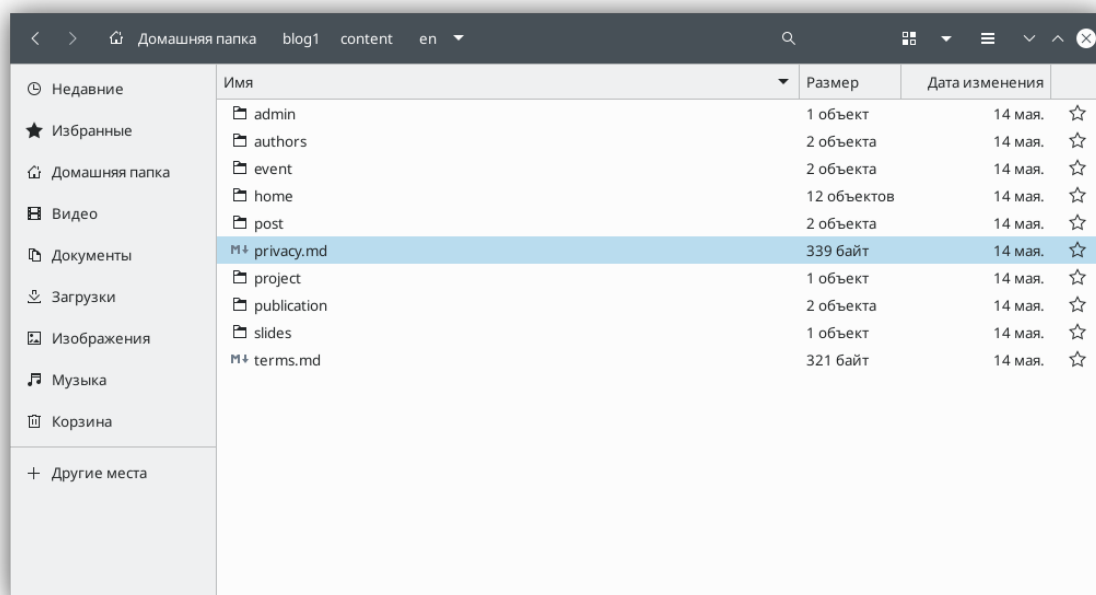 Домашняя папка blog1 content en
Имя Размер Дата изменения
Недавние
Избранные
Домашняя папка
Видео
Документы
Загрузки
Изображения
Музыка
Корзина
Другие места
admin 1 объект 14 мая.
authors 2 объекта 14 мая.
event 2 объекта 14 мая.
home 12 объектов 14 мая.
post 2 объекта 14 мая.
M↓ privacy.md 339 байт 14 мая.
project 1 объект 14 мая.
publication 2 объекта 14 мая.
slides 1 объект 14 мая.
M↓ terms.md 321 байт 14 мая.